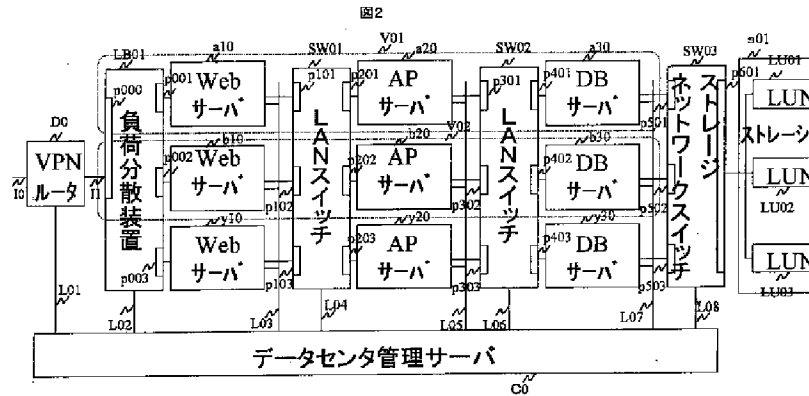 図2
LB01
a10
SW01
V01
a20
SW02
a30
SW03
s01
LU01
p000
p001
Web
サーバ
p101
p201
AP
サーバ
p301
p401
DB
サーバ
p501
p601
LUN
D0
VPN
ルータ
I0
I1
負荷分散装置
b10
p002
Web
サーバ
p102
LANスイッチ
V02
b20
p202
AP
サーバ
p302
LANスイッチ
b30
p402
DB
サーバ
p502
ストレージ
ネットワークスイッチ
ストレージ
LUN
LU02
y10
p003
Web
サーバ
p103
y20
p203
AP
サーバ
p303
y30
p403
DB
サーバ
p503
LUN
LU03
L01
L02
L03
L04
L05
L06
L07
L08
データセンタ管理サーバ
C0